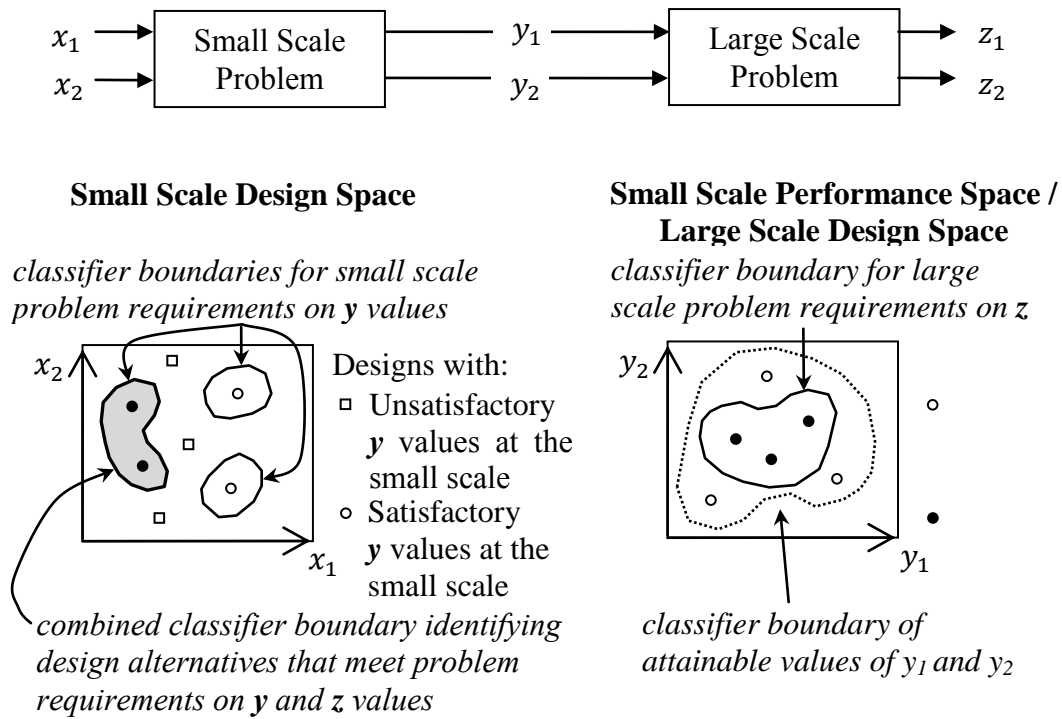 x₁
x₂
Small Scale
Problem
y₁
y₂
Large Scale
Problem
z₁
z₂
Small Scale Design Space
classifier boundaries for small scale
problem requirements on y values
x₂
x₁
Designs with:
Unsatisfactory
y values at the
small scale
Satisfactory
y values at the
small scale
combined classifier boundary identifying
design alternatives that meet problem
requirements on y and z values
Small Scale Performance Space /
Large Scale Design Space
classifier boundary for large
scale problem requirements on z
y₂
y₁
classifier boundary of
attainable values of y₁ and y₂